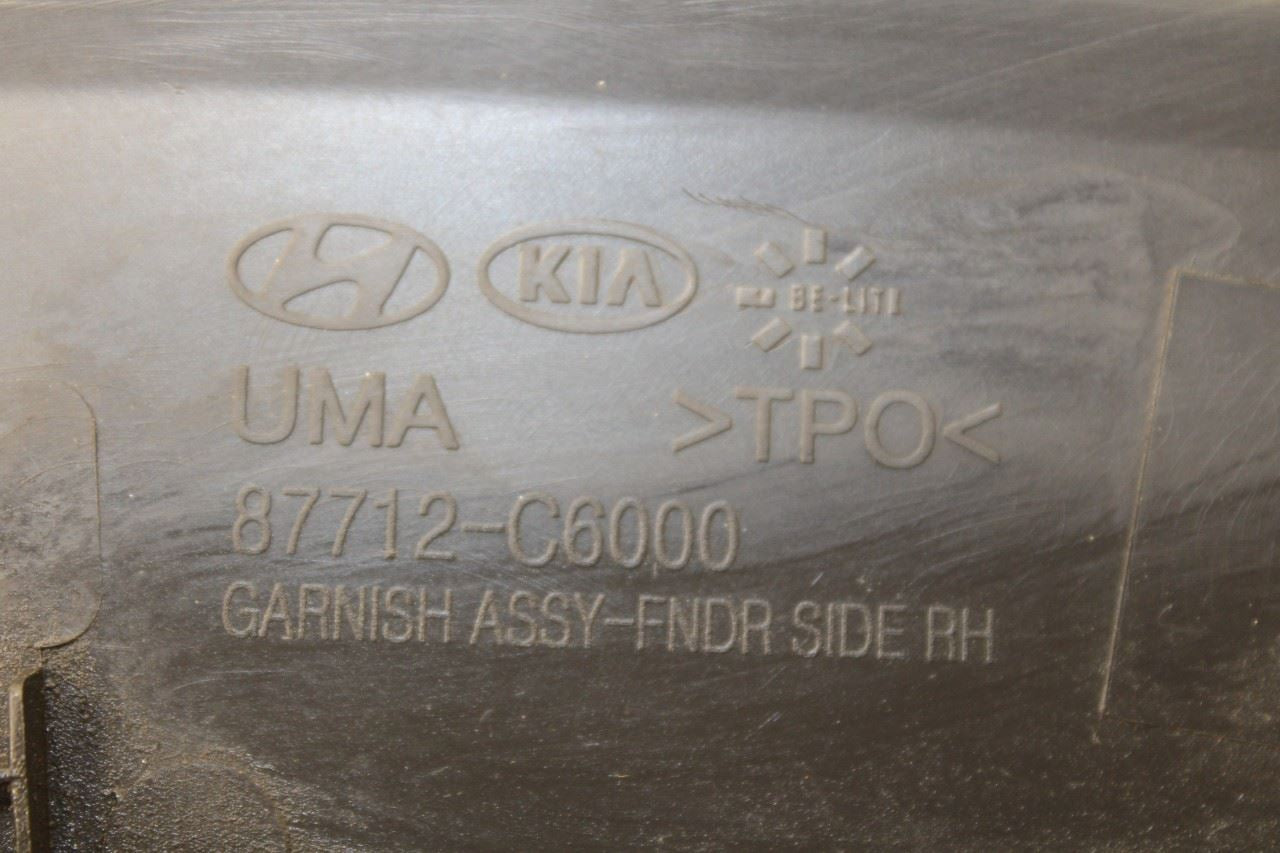 KIA BE-LITE
UMA >TPO<
87712-C6000
GARNISH ASSY-FNDR SIDE RH